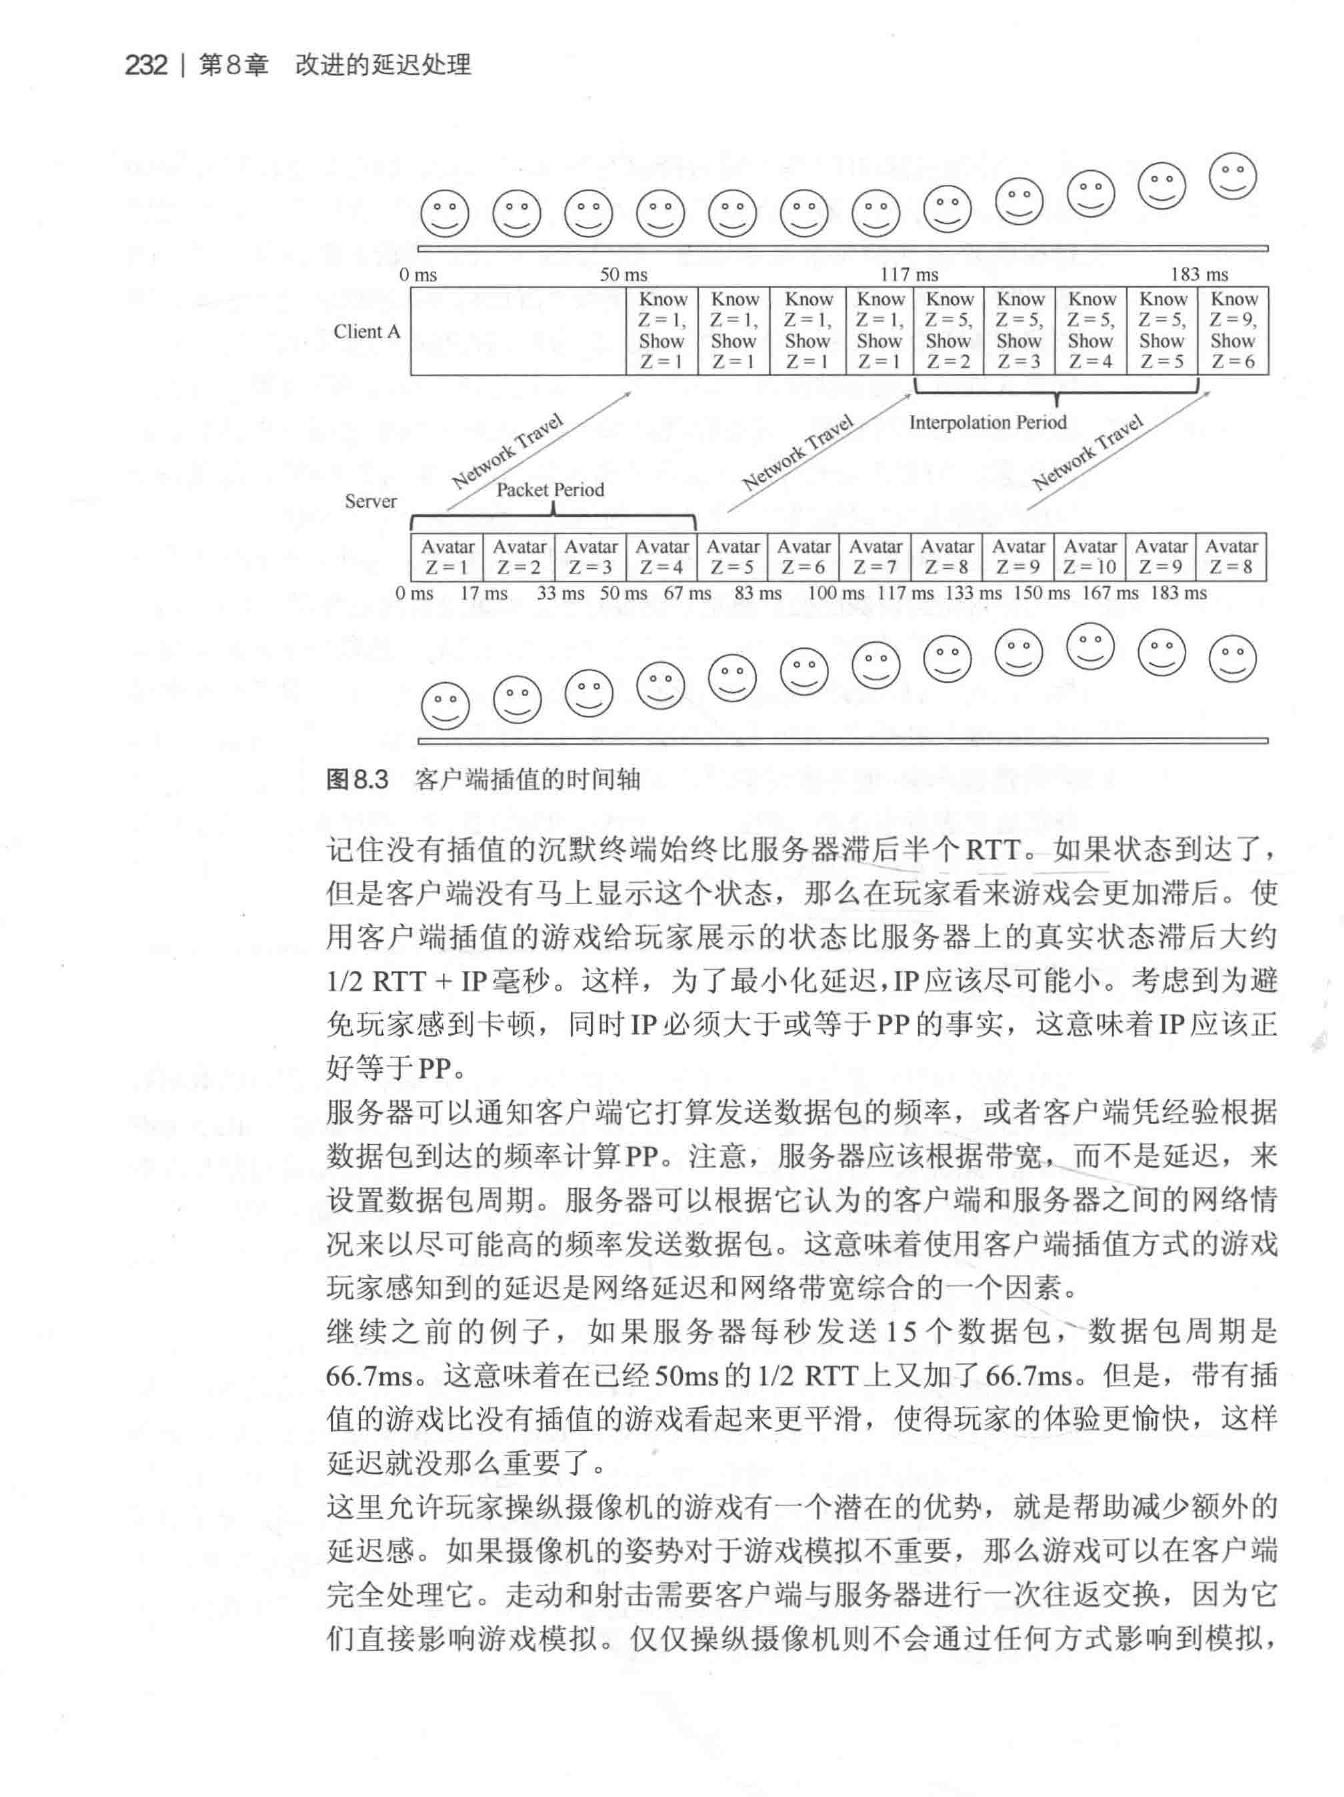 232 | 第8章 改进的延迟处理
0 ms 50 ms 117 ms 183 ms
Client A
Know Know Know Know Know Know Know Know Know
Z=1, Z=1, Z=1, Z=1, Z=5, Z=5, Z=5, Z=5, Z=9,
Show Show Show Show Show Show Show Show Show
Z=1 Z=1 Z=1 Z=1 Z=2 Z=3 Z=4 Z=5 Z=6
Network Travel
Network Travel
Interpolation Period
Network Travel
Packet Period
Server
Avatar Avatar Avatar Avatar Avatar Avatar Avatar Avatar Avatar Avatar Avatar Avatar
Z=1 Z=2 Z=3 Z=4 Z=5 Z=6 Z=7 Z=8 Z=9 Z=10 Z=9 Z=8
0 ms 17 ms 33 ms 50 ms 67 ms 83 ms 100 ms 117 ms 133 ms 150 ms 167 ms 183 ms
图8.3 客户端插值的时间轴
记住没有插值的沉默终端始终比服务器滞后半个RTT。如果状态到达了，
但是客户端没有马上显示这个状态，那么在玩家看来游戏会更加滞后。使
用客户端插值的游戏给玩家展示的状态比服务器上的真实状态滞后大约
1/2 RTT + IP毫秒。这样，为了最小化延迟，IP应该尽可能小。考虑到为避
免玩家感到卡顿，同时IP必须大于或等于PP的事实，这意味着IP应该正
好等于PP。
服务器可以通知客户端它打算发送数据包的频率，或者客户端凭经验根据
数据包到达的频率计算PP。注意，服务器应该根据带宽，而不是延迟，来
设置数据包周期。服务器可以根据它认为的客户端和服务器之间的网络情
况来以尽可能高的频率发送数据包。这意味着使用客户端插值方式的游戏
玩家感知到的延迟是网络延迟和网络带宽综合的一个因素。
继续之前的例子，如果服务器每秒发送15个数据包，数据包周期是
66.7ms。这意味着在已经50ms的1/2 RTT上又加了66.7ms。但是，带有插
值的游戏比没有插值的游戏看起来更平滑，使得玩家的体验更愉快，这样
延迟就没那么重要了。
这里允许玩家操纵摄像机的游戏有一个潜在的优势，就是帮助减少额外的
延迟感。如果摄像机的姿势对于游戏模拟不重要，那么游戏可以在客户端
完全处理它。走动和射击需要客户端与服务器进行一次往返交换，因为它
们直接影响游戏模拟。仅仅操纵摄像机则不会通过任何方式影响到模拟，